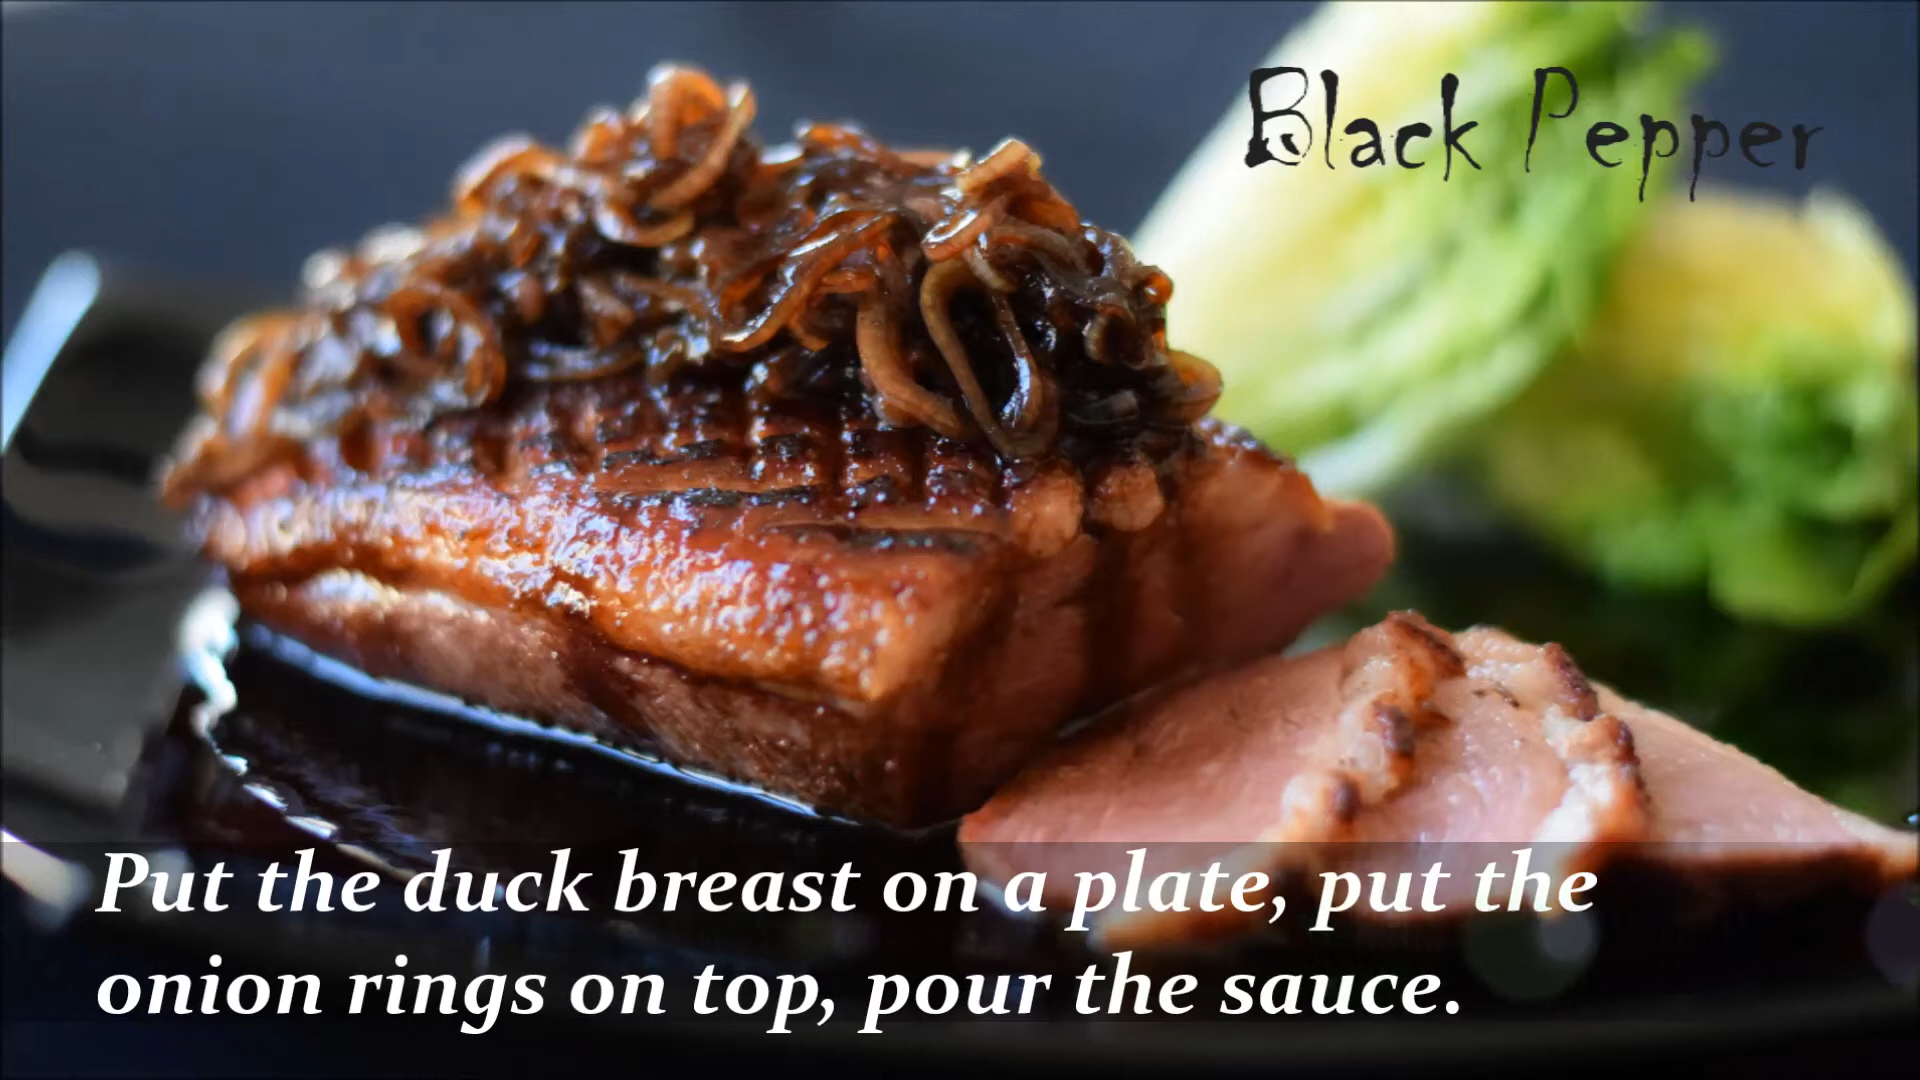 Black Pepper
Put the duck breast on a plate, put the
onion rings on top, pour the sauce.